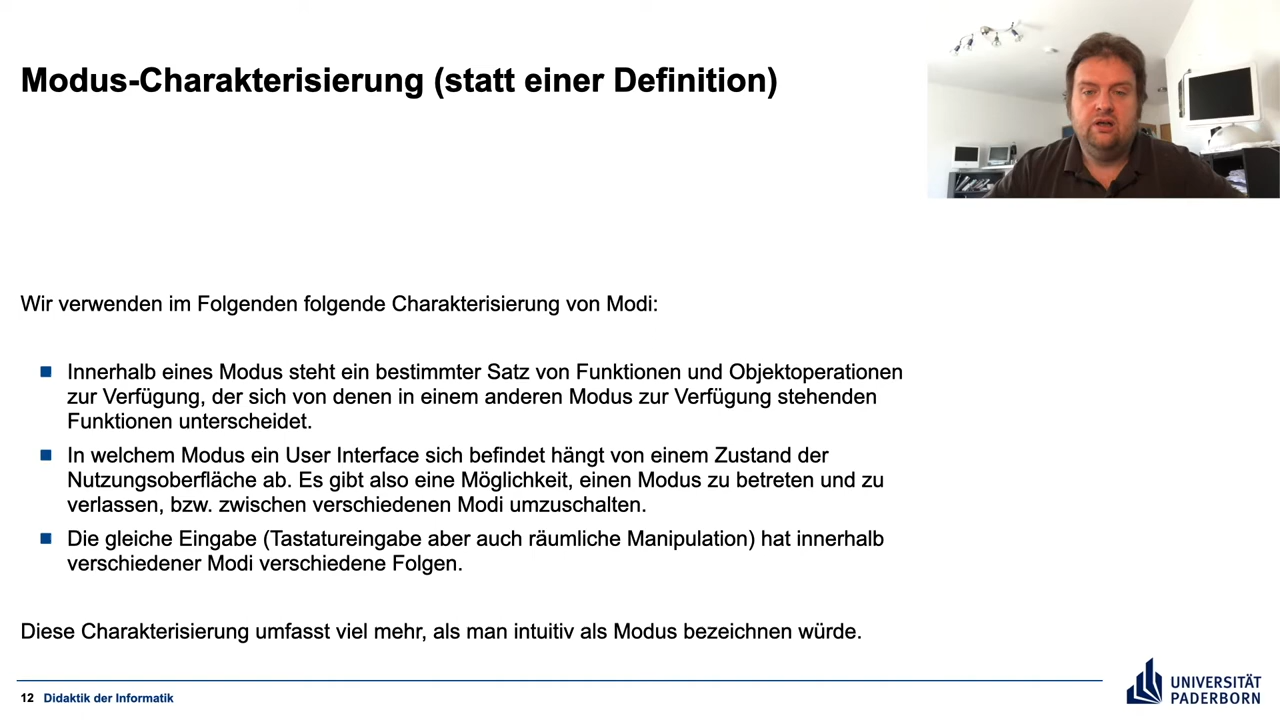 Modus-Charakterisierung (statt einer Definition)
Wir verwenden im Folgenden folgende Charakterisierung von Modi:
Innerhalb eines Modus steht ein bestimmter Satz von Funktionen und Objektoperationen
zur Verfügung, der sich von denen in einem anderen Modus zur Verfügung stehenden
Funktionen unterscheidet.
In welchem Modus ein User Interface sich befindet hängt von einem Zustand der
Nutzungsoberfläche ab. Es gibt also eine Möglichkeit, einen Modus zu betreten und zu
verlassen, bzw. zwischen verschiedenen Modi umzuschalten.
Die gleiche Eingabe (Tastatureingabe aber auch räumliche Manipulation) hat innerhalb
verschiedener Modi verschiedene Folgen.
Diese Charakterisierung umfasst viel mehr, als man intuitiv als Modus bezeichnen würde.
12 Didaktik der Informatik
UNIVERSITÄT
PADERBORN